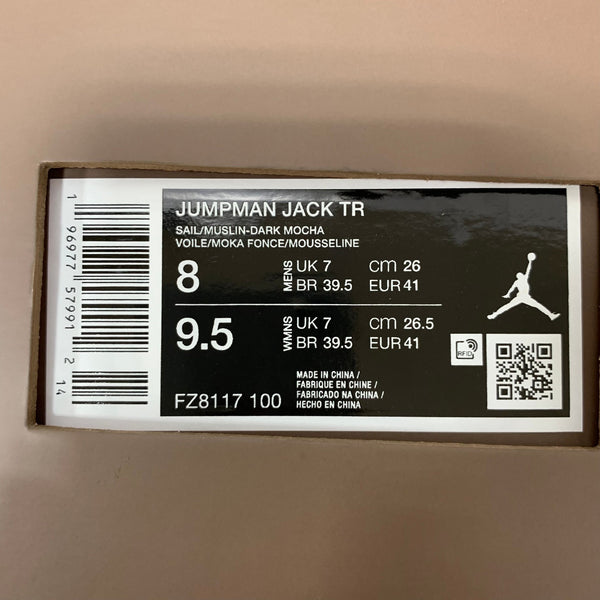 1 96977 57991 2 14
JUMPMAN JACK TR
SAIL/MUSLIN-DARK MOCHA
VOILE/MOKA FONCE/MOUSSELINE
8 MENS UK 7 cm 26
BR 39.5 EUR 41
9.5 WMNS UK 7 cm 26.5
BR 39.5 EUR 41
RFID
FZ8117 100
MADE IN CHINA /
FABRIQUE EN CHINE /
FABRICADO NA CHINA /
HECHO EN CHINA